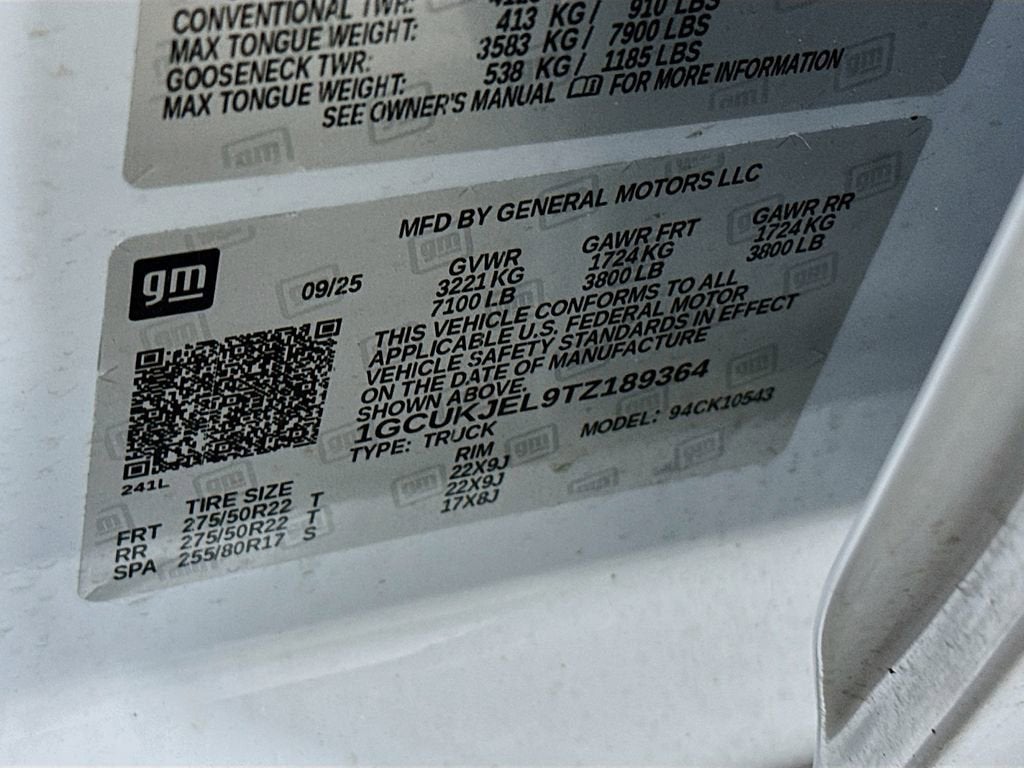 CONVENTIONAL TWR:
MAX TONGUE WEIGHT: 413 KG/ 910 LBS
GOOSENECK TWR: 3583 KG/ 7900 LBS
MAX TONGUE WEIGHT: 538 KG/ 1185 LBS
SEE OWNER'S MANUAL FOR MORE INFORMATION
MFD BY GENERAL MOTORS LLC
gm
09/25
GVWR GAWR FRT GAWR RR
3221 KG 1724 KG 1724 KG
7100 LB 3800 LB 3800 LB
THIS VEHICLE CONFORMS TO ALL
APPLICABLE U.S. FEDERAL MOTOR
VEHICLE SAFETY STANDARDS IN EFFECT
ON THE DATE OF MANUFACTURE
SHOWN ABOVE.
1GCUKJEL9TZ189364
TYPE: TRUCK MODEL: 94CK10543
241L
TIRE SIZE RIM
FRT 275/50R22 T 22X9J
RR 275/50R22 T 22X9J
SPA 255/80R17 S 17X8J